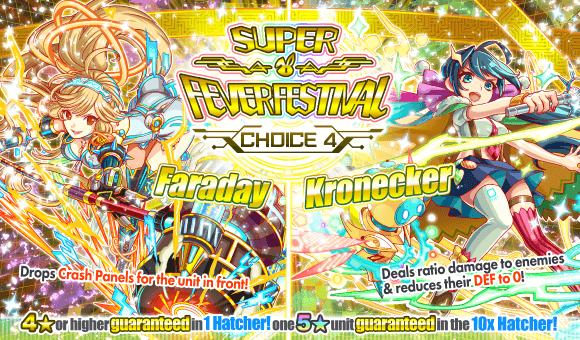 SUPER
FEVER FESTIVAL
CHOICE 4
Faraday
Kronecker
Drops Crash Panels for the unit in front!
Deals ratio damage to enemies
& reduces their DEF to 0!
4★ or higher guaranteed in 1 Hatcher! one 5★ unit guaranteed in the 10x Hatcher!